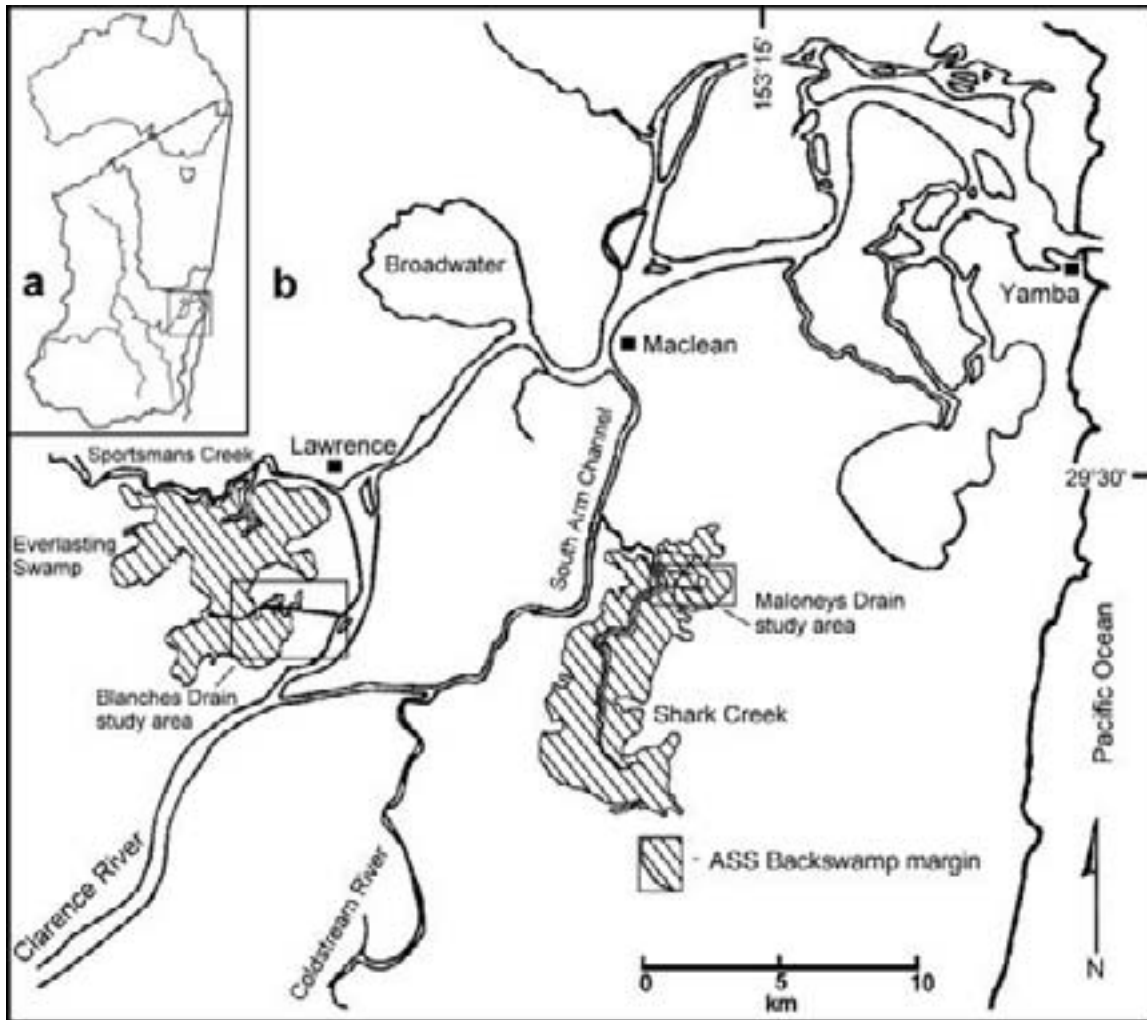 a
b
153°15'
Broadwater
Yamba
Maclean
Lawrence
Sportsmans Creek
29°30'
Everlasting
Swamp
South Arm Channel
Maloneys Drain
study area
Blanches Drain
study area
Shark Creek
Pacific Ocean
Clarence River
Coldstream River
- ASS Backswamp margin
0 5 10
km
N